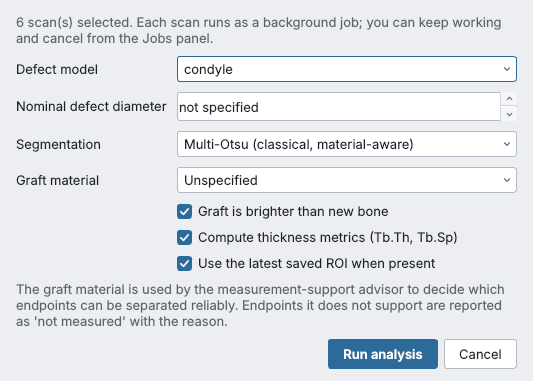 6 scan(s) selected. Each scan runs as a background job; you can keep working
and cancel from the Jobs panel.
Defect model
condyle
Nominal defect diameter
not specified
Segmentation
Multi-Otsu (classical, material-aware)
Graft material
Unspecified
Graft is brighter than new bone
Compute thickness metrics (Tb.Th, Tb.Sp)
Use the latest saved ROI when present
The graft material is used by the measurement-support advisor to decide which
endpoints can be separated reliably. Endpoints it does not support are reported
as 'not measured' with the reason.
Run analysis
Cancel